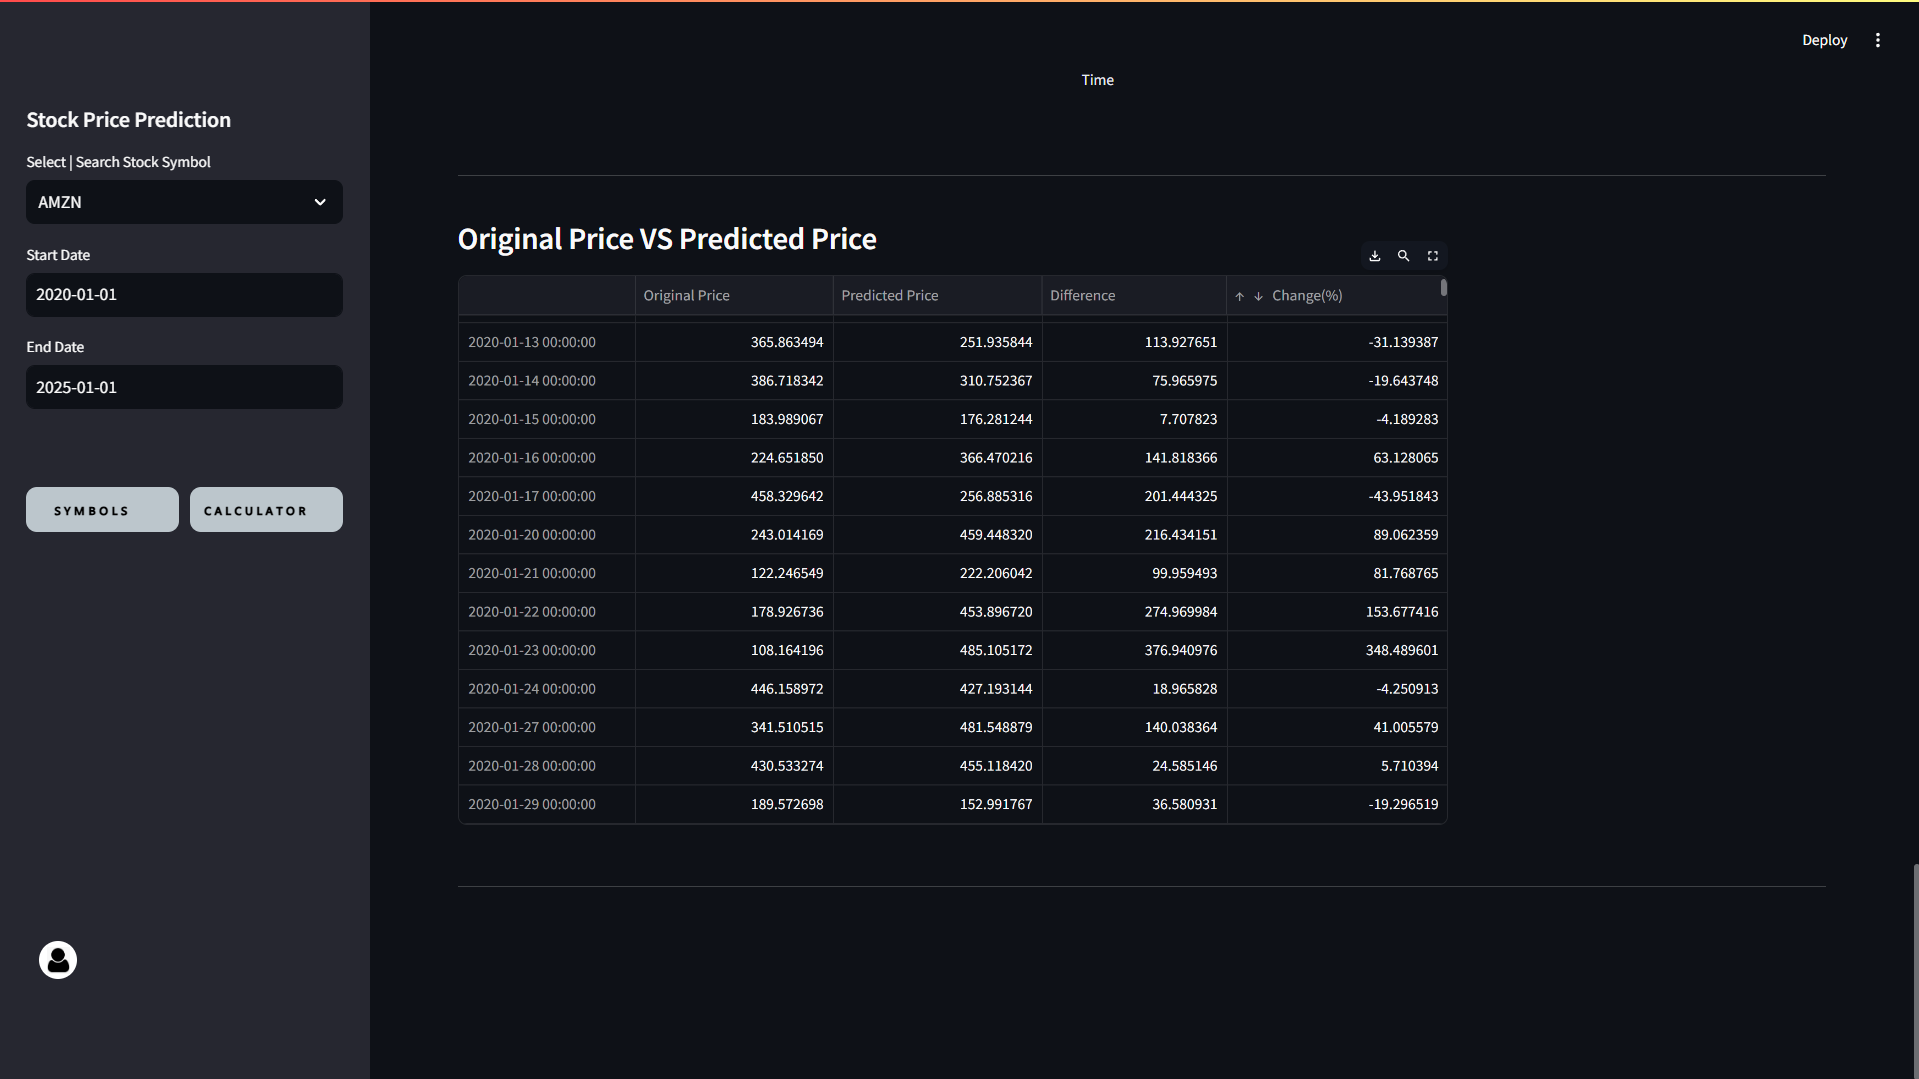 Deploy
Time
Stock Price Prediction
Select | Search Stock Symbol
AMZN
Start Date
2020-01-01
End Date
2025-01-01
SYMBOLS CALCULATOR
Original Price VS Predicted Price
Original Price Predicted Price Difference ↑ ↓ Change(%)
2020-01-13 00:00:00 365.863494 251.935844 113.927651 -31.139387
2020-01-14 00:00:00 386.718342 310.752367 75.965975 -19.643748
2020-01-15 00:00:00 183.989067 176.281244 7.707823 -4.189283
2020-01-16 00:00:00 224.651850 366.470216 141.818366 63.128065
2020-01-17 00:00:00 458.329642 256.885316 201.444325 -43.951843
2020-01-20 00:00:00 243.014169 459.448320 216.434151 89.062359
2020-01-21 00:00:00 122.246549 222.206042 99.959493 81.768765
2020-01-22 00:00:00 178.926736 453.896720 274.969984 153.677416
2020-01-23 00:00:00 108.164196 485.105172 376.940976 348.489601
2020-01-24 00:00:00 446.158972 427.193144 18.965828 -4.250913
2020-01-27 00:00:00 341.510515 481.548879 140.038364 41.005579
2020-01-28 00:00:00 430.533274 455.118420 24.585146 5.710394
2020-01-29 00:00:00 189.572698 152.991767 36.580931 -19.296519